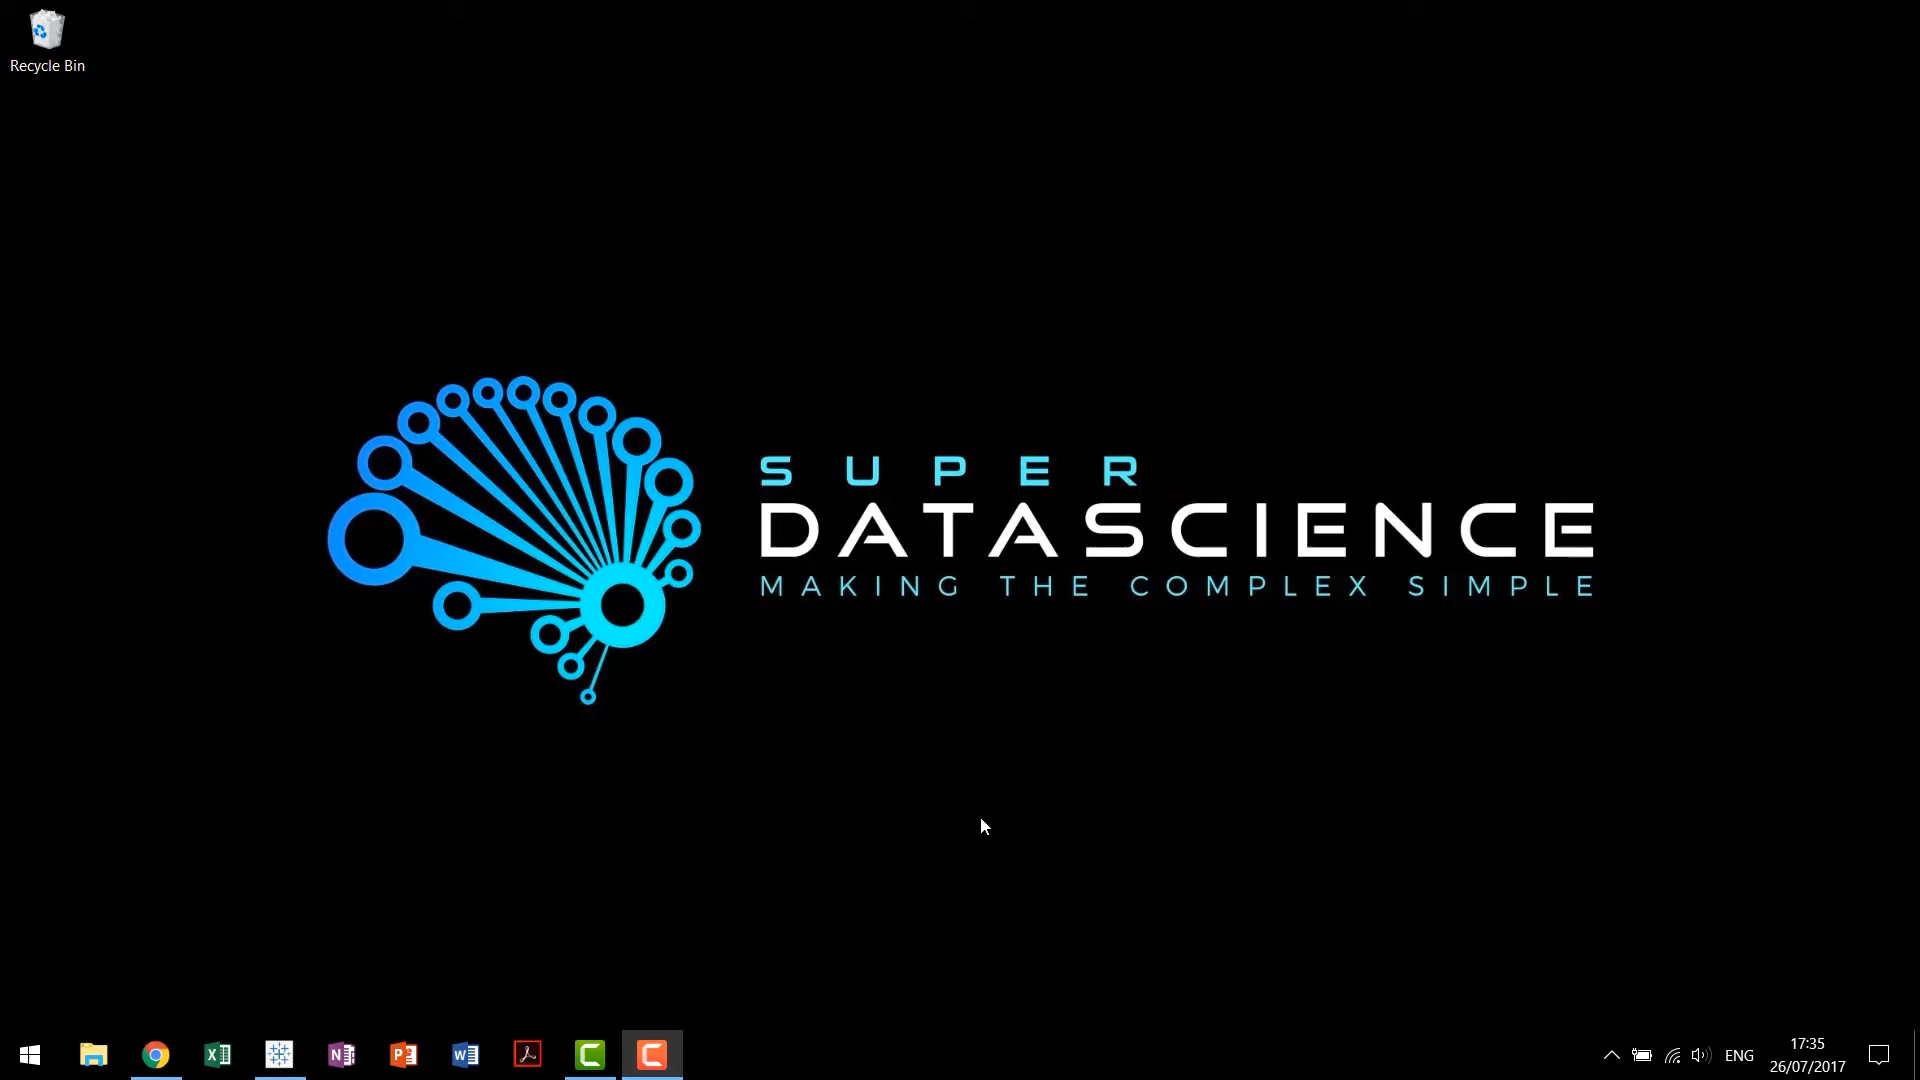 Recycle Bin
SUPER
DATASCIENCE
MAKING THE COMPLEX SIMPLE
ENG
17:35
26/07/2017